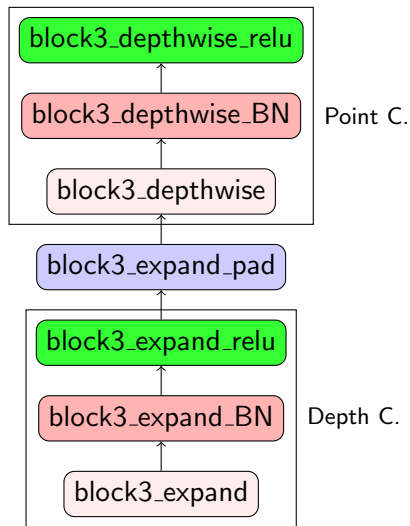 block3_depthwise_relu
block3_depthwise_BN
Point C.
block3_depthwise
block3_expand_pad
block3_expand_relu
block3_expand_BN
Depth C.
block3_expand